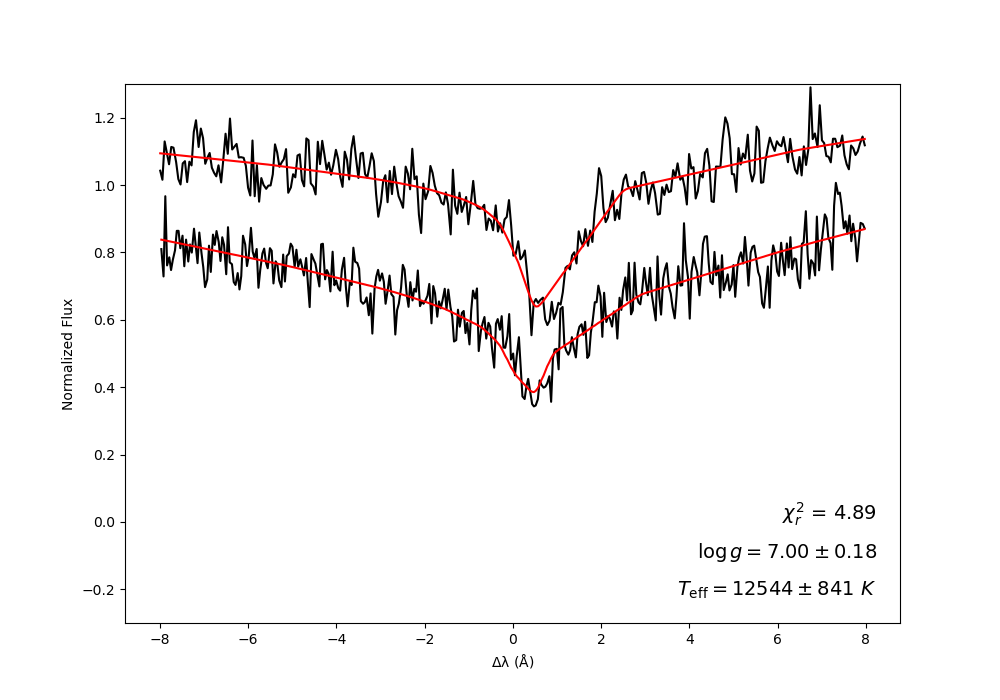 1.2
1.0
0.8
0.6
0.4
0.2
0.0
−0.2
Normalized Flux
χ²ᵣ = 4.89
log g = 7.00 ± 0.18
T_eff = 12544 ± 841 K
−8 −6 −4 −2 0 2 4 6 8
Δλ (Å)